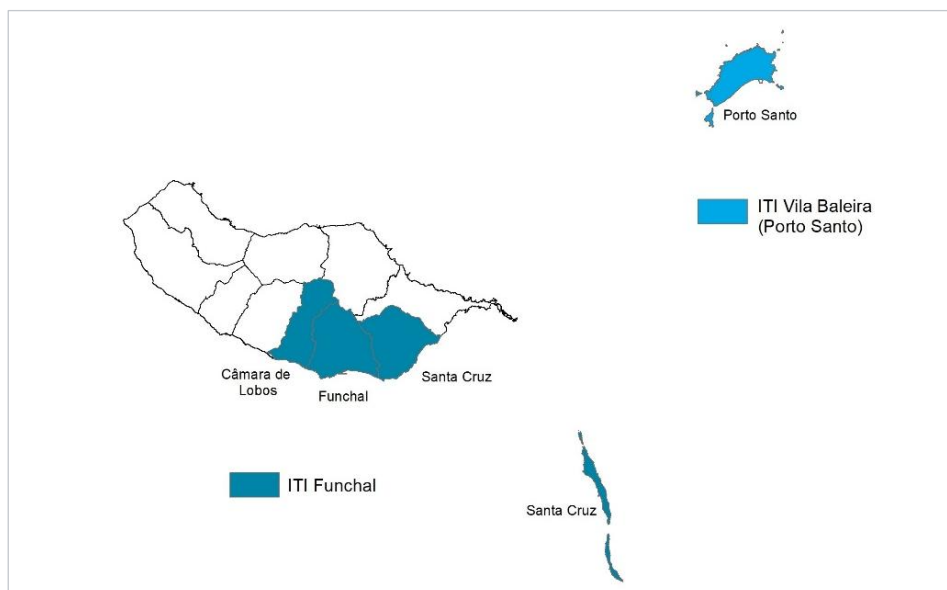 Porto Santo
ITI Vila Baleira
(Porto Santo)
Câmara de
Lobos
Funchal
Santa Cruz
ITI Funchal
Santa Cruz